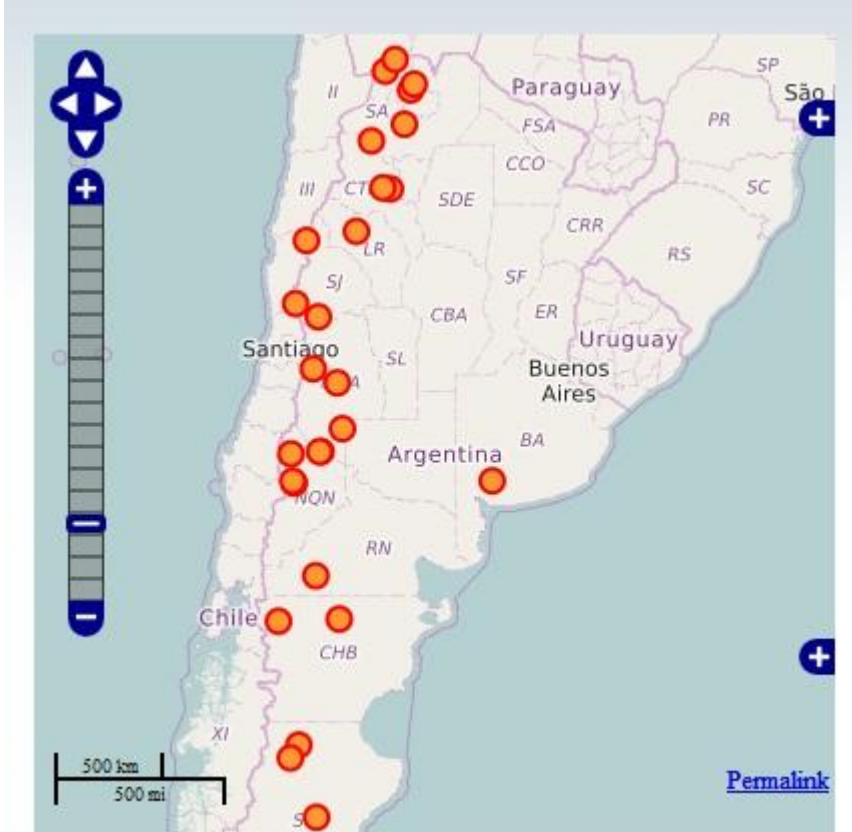 SP
II
Paraguay
São
SA
PR
FSA
CCO
III
CT
SDE
SC
CRR
LR
RS
SJ
SF
CBA
ER
Santiago
Uruguay
SL
Buenos
Aires
A
BA
Argentina
NQN
RN
Chile
CHB
XI
500 km
500 mi
Permalink
S